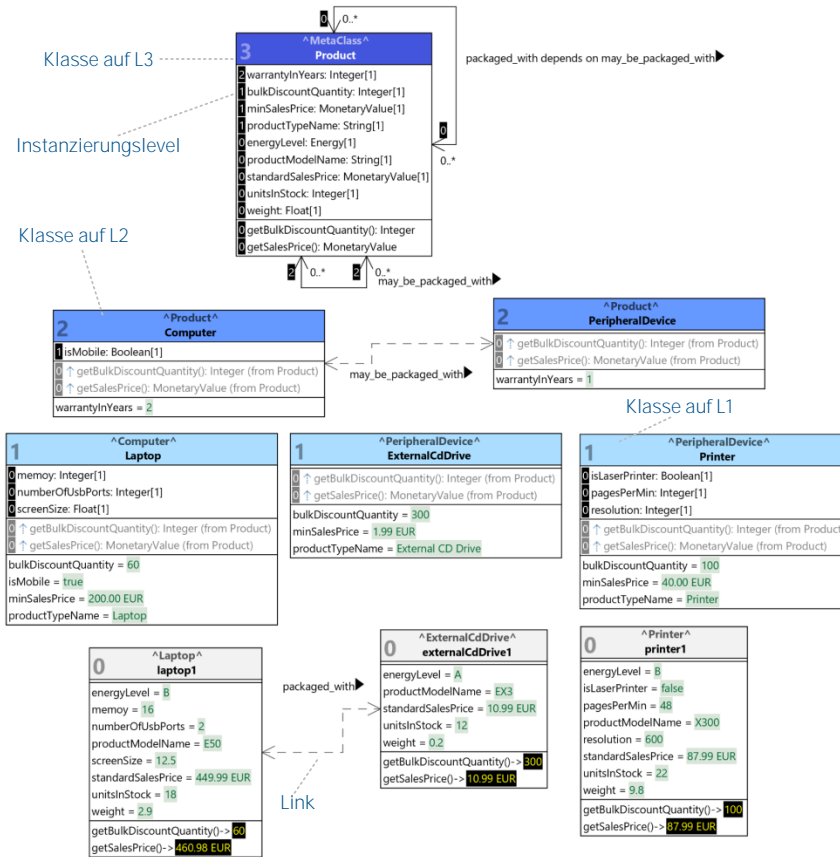 0 0..*
^MetaClass^
3 Product
Klasse auf L3
packaged_with depends on may_be_packaged_with
2 warrantyInYears: Integer[1]
1 bulkDiscountQuantity: Integer[1]
1 minSalesPrice: MonetaryValue[1]
1 productTypeName: String[1]
0 energyLevel: Energy[1]
0 productModelName: String[1]
0 standardSalesPrice: MonetaryValue[1]
0 unitsInStock: Integer[1]
0 weight: Float[1]
0
0..*
Instanzierungslevel
0 getBulkDiscountQuantity(): Integer
0 getSalesPrice(): MonetaryValue
2 0..* 2 0..*
may_be_packaged_with
Klasse auf L2
^Product^
2 Computer
1 isMobile: Boolean[1]
0 ↑ getBulkDiscountQuantity(): Integer (from Product)
0 ↑ getSalesPrice(): MonetaryValue (from Product)
warrantyInYears = 2
may_be_packaged_with
^Product^
2 PeripheralDevice
0 ↑ getBulkDiscountQuantity(): Integer (from Product)
0 ↑ getSalesPrice(): MonetaryValue (from Product)
warrantyInYears = 1
Klasse auf L1
^Computer^
1 Laptop
0 memoy: Integer[1]
0 numberOfUsbPorts: Integer[1]
0 screenSize: Float[1]
0 ↑ getBulkDiscountQuantity(): Integer (from Product)
0 ↑ getSalesPrice(): MonetaryValue (from Product)
bulkDiscountQuantity = 60
isMobile = true
minSalesPrice = 200.00 EUR
productTypeName = Laptop
^PeripheralDevice^
1 ExternalCdDrive
0 ↑ getBulkDiscountQuantity(): Integer (from Product)
0 ↑ getSalesPrice(): MonetaryValue (from Product)
bulkDiscountQuantity = 300
minSalesPrice = 1.99 EUR
productTypeName = External CD Drive
^PeripheralDevice^
1 Printer
0 isLaserPrinter: Boolean[1]
0 pagesPerMin: Integer[1]
0 resolution: Integer[1]
0 ↑ getBulkDiscountQuantity(): Integer (from Product)
0 ↑ getSalesPrice(): MonetaryValue (from Product)
bulkDiscountQuantity = 100
minSalesPrice = 40.00 EUR
productTypeName = Printer
^Laptop^
0 laptop1
energyLevel = B
memoy = 16
numberOfUsbPorts = 2
productModelName = E50
screenSize = 12.5
standardSalesPrice = 449.99 EUR
unitsInStock = 18
weight = 2.9
getBulkDiscountQuantity()-> 60
getSalesPrice()-> 460.98 EUR
packaged_with
Link
^ExternalCdDrive^
0 externalCdDrive1
energyLevel = A
productModelName = EX3
standardSalesPrice = 10.99 EUR
unitsInStock = 12
weight = 0.2
getBulkDiscountQuantity()-> 300
getSalesPrice()-> 10.99 EUR
^Printer^
0 printer1
energyLevel = B
isLaserPrinter = false
pagesPerMin = 48
productModelName = X300
resolution = 600
standardSalesPrice = 87.99 EUR
unitsInStock = 22
weight = 9.8
getBulkDiscountQuantity()-> 100
getSalesPrice()-> 87.99 EUR